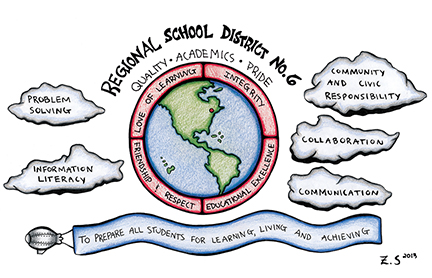 REGIONAL SCHOOL DISTRICT NO.6
QUALITY · ACADEMICS · PRIDE
LOVE OF LEARNING
INTEGRITY
FRIENDSHIP & RESPECT
EDUCATIONAL EXCELLENCE
PROBLEM
SOLVING
INFORMATION
LITERACY
COMMUNITY
AND CIVIC
RESPONSIBILITY
COLLABORATION
COMMUNICATION
TO PREPARE ALL STUDENTS FOR LEARNING, LIVING AND ACHIEVING
Z.S 2013